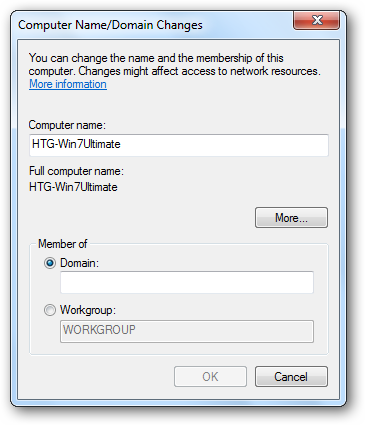 Computer Name/Domain Changes
You can change the name and the membership of this
computer. Changes might affect access to network resources.
More information
Computer name:
HTG-Win7Ultimate
Full computer name:
HTG-Win7Ultimate
More...
Member of
Domain:
Workgroup:
WORKGROUP
OK Cancel